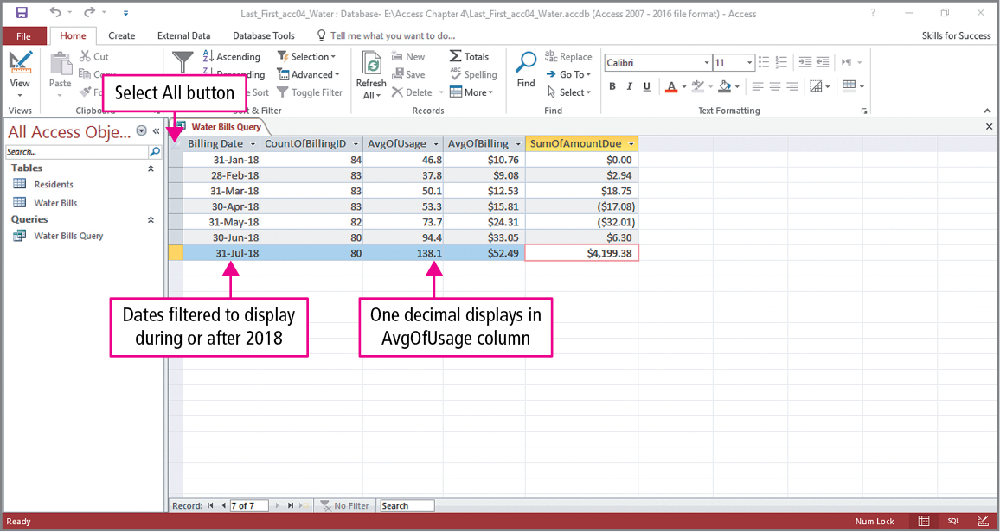 Last_First_acc04_Water : Database- E:\Access Chapter 4\Last_First_acc04_Water.accdb (Access 2007 - 2016 file format) - Access
?
File Home Create External Data Database Tools Tell me what you want to do... Skills for Success
View
Views
Paste
Cut
Clipboard
Ascending
Descending
Sort
Selection
Advanced
Toggle Filter
& Filter
Refresh
All
New
Save
Delete
Totals
Spelling
More
Records
Find
Replace
Go To
Select
Find
Calibri 11
B I U A
Text Formatting
Select All button
All Access Obje...
Search...
Tables
Residents
Water Bills
Queries
Water Bills Query
Water Bills Query
Billing Date CountOfBillingID AvgOfUsage AvgOfBilling SumOfAmountDue
31-Jan-18 84 46.8 $10.76 $0.00
28-Feb-18 83 37.8 $9.08 $2.94
31-Mar-18 83 50.1 $12.53 $18.75
30-Apr-18 83 53.3 $15.81 ($17.08)
31-May-18 82 73.7 $24.31 ($32.01)
30-Jun-18 80 94.4 $33.05 $6.30
31-Jul-18 80 138.1 $52.49 $4,199.38
Dates filtered to display
during or after 2018
One decimal displays in
AvgOfUsage column
Record: 7 of 7 No Filter Search
Ready Num Lock SQL